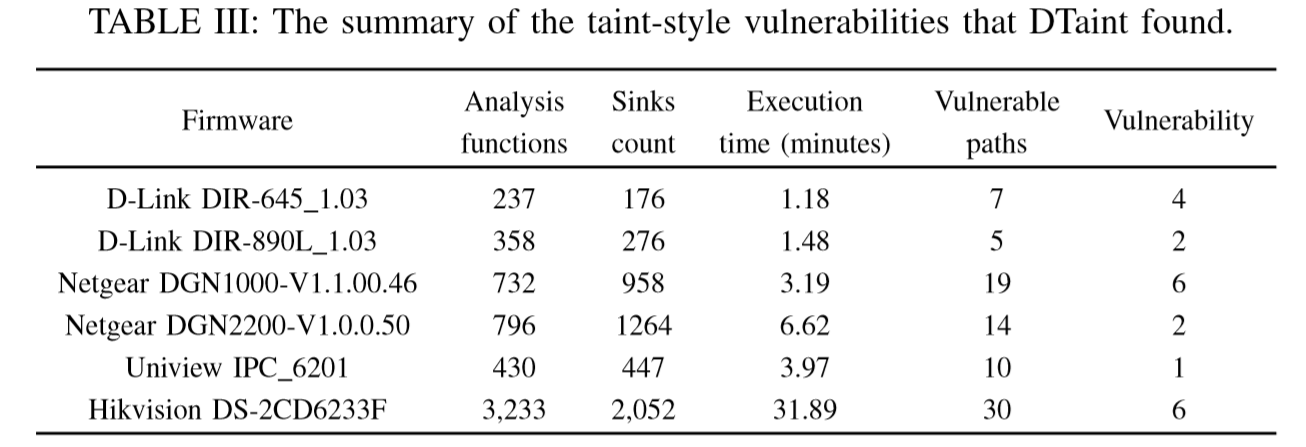 TABLE III: The summary of the taint-style vulnerabilities that DTaint found.
Firmware Analysis functions Sinks count Execution time (minutes) Vulnerable paths Vulnerability
D-Link DIR-645_1.03 237 176 1.18 7 4
D-Link DIR-890L_1.03 358 276 1.48 5 2
Netgear DGN1000-V1.1.00.46 732 958 3.19 19 6
Netgear DGN2200-V1.0.0.50 796 1264 6.62 14 2
Uniview IPC_6201 430 447 3.97 10 1
Hikvision DS-2CD6233F 3,233 2,052 31.89 30 6